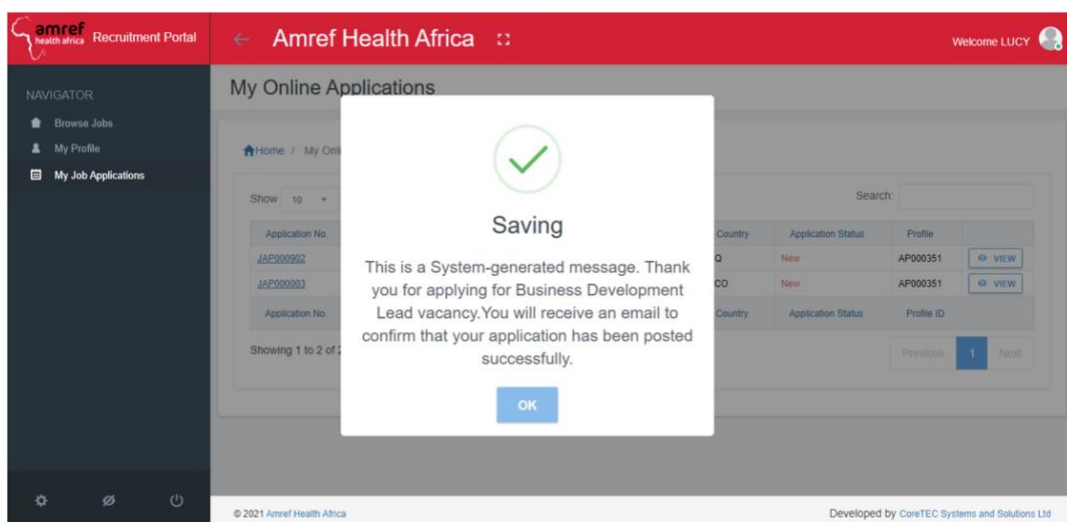 amref
health africa
Recruitment Portal
← Amref Health Africa
Welcome LUCY
NAVIGATOR
Browse Jobs
My Profile
My Job Applications
My Online Applications
Home / My Onl
Show 10
Search:
Application No. Country Application Status Profile
JAP000902 Q New AP000351 VIEW
JAP000003 CO New AP000351 VIEW
Application No. Country Application Status Profile ID
Showing 1 to 2 of 2
Previous 1 Next
Saving
This is a System-generated message. Thank
you for applying for Business Development
Lead vacancy.You will receive an email to
confirm that your application has been posted
successfully.
OK
© 2021 Amref Health Africa
Developed by CoreTEC Systems and Solutions Ltd